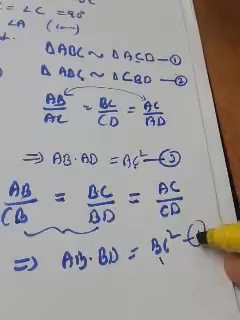 = ∠C = 90°
∠A (com)
ΔABC ~ ΔACD — ①
ΔABC ~ ΔCBD — ②
AB/AC = BC/CD = AC/AD
⇒ AB·AD = AC² — ③
AB/CB = BC/BD = AC/CD
⇒ AB·BD = BC² —